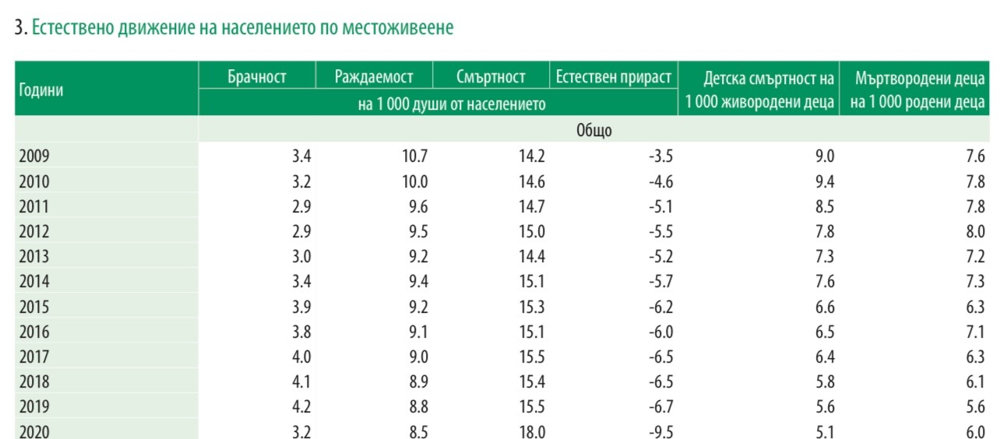 3. Естествено движение на населението по местоживеене
Години Брачност Раждаемост Смъртност Естествен прираст Детска смъртност на 1 000 живородени деца Мъртвородени деца на 1 000 родени деца
на 1 000 души от населението
Общо
2009 3.4 10.7 14.2 -3.5 9.0 7.6
2010 3.2 10.0 14.6 -4.6 9.4 7.8
2011 2.9 9.6 14.7 -5.1 8.5 7.8
2012 2.9 9.5 15.0 -5.5 7.8 8.0
2013 3.0 9.2 14.4 -5.2 7.3 7.2
2014 3.4 9.4 15.1 -5.7 7.6 7.3
2015 3.9 9.2 15.3 -6.2 6.6 6.3
2016 3.8 9.1 15.1 -6.0 6.5 7.1
2017 4.0 9.0 15.5 -6.5 6.4 6.3
2018 4.1 8.9 15.4 -6.5 5.8 6.1
2019 4.2 8.8 15.5 -6.7 5.6 5.6
2020 3.2 8.5 18.0 -9.5 5.1 6.0